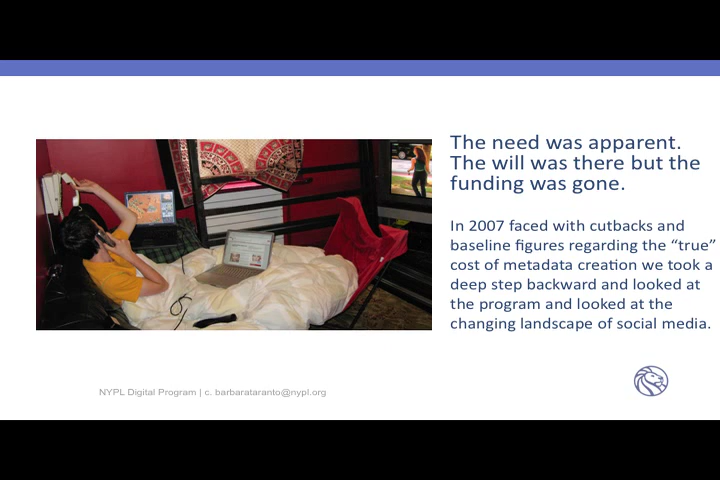 The need was apparent.
The will was there but the
funding was gone.
In 2007 faced with cutbacks and
baseline figures regarding the “true”
cost of metadata creation we took a
deep step backward and looked at
the program and looked at the
changing landscape of social media.
NYPL Digital Program | c. barbarataranto@nypl.org